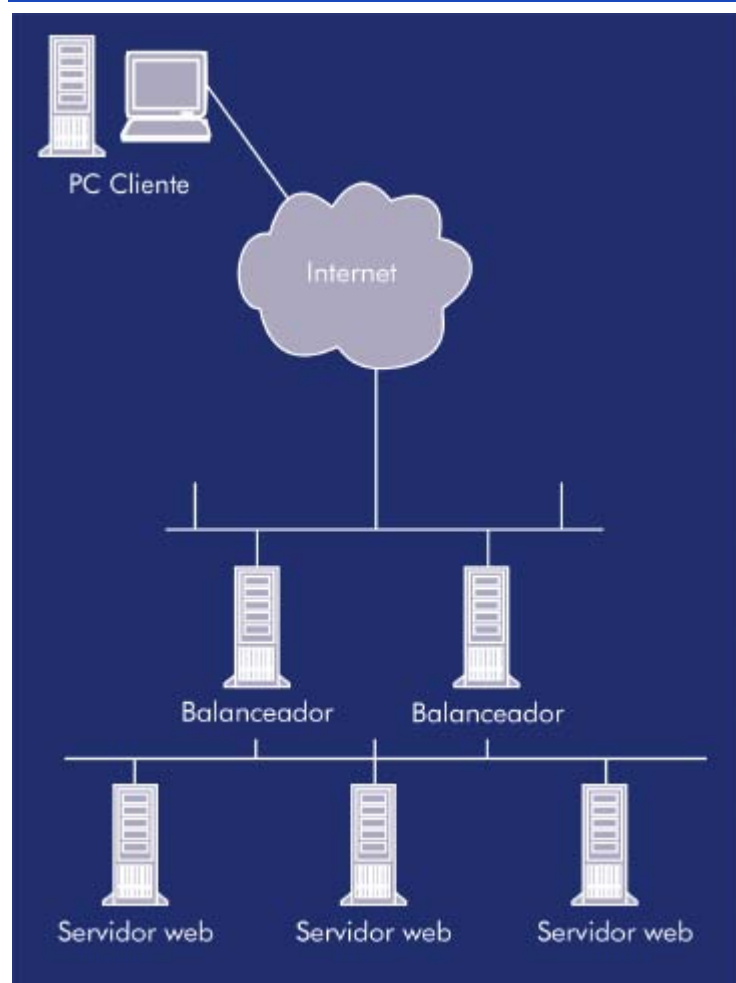 PC Cliente
Internet
Balanceador
Balanceador
Servidor web
Servidor web
Servidor web